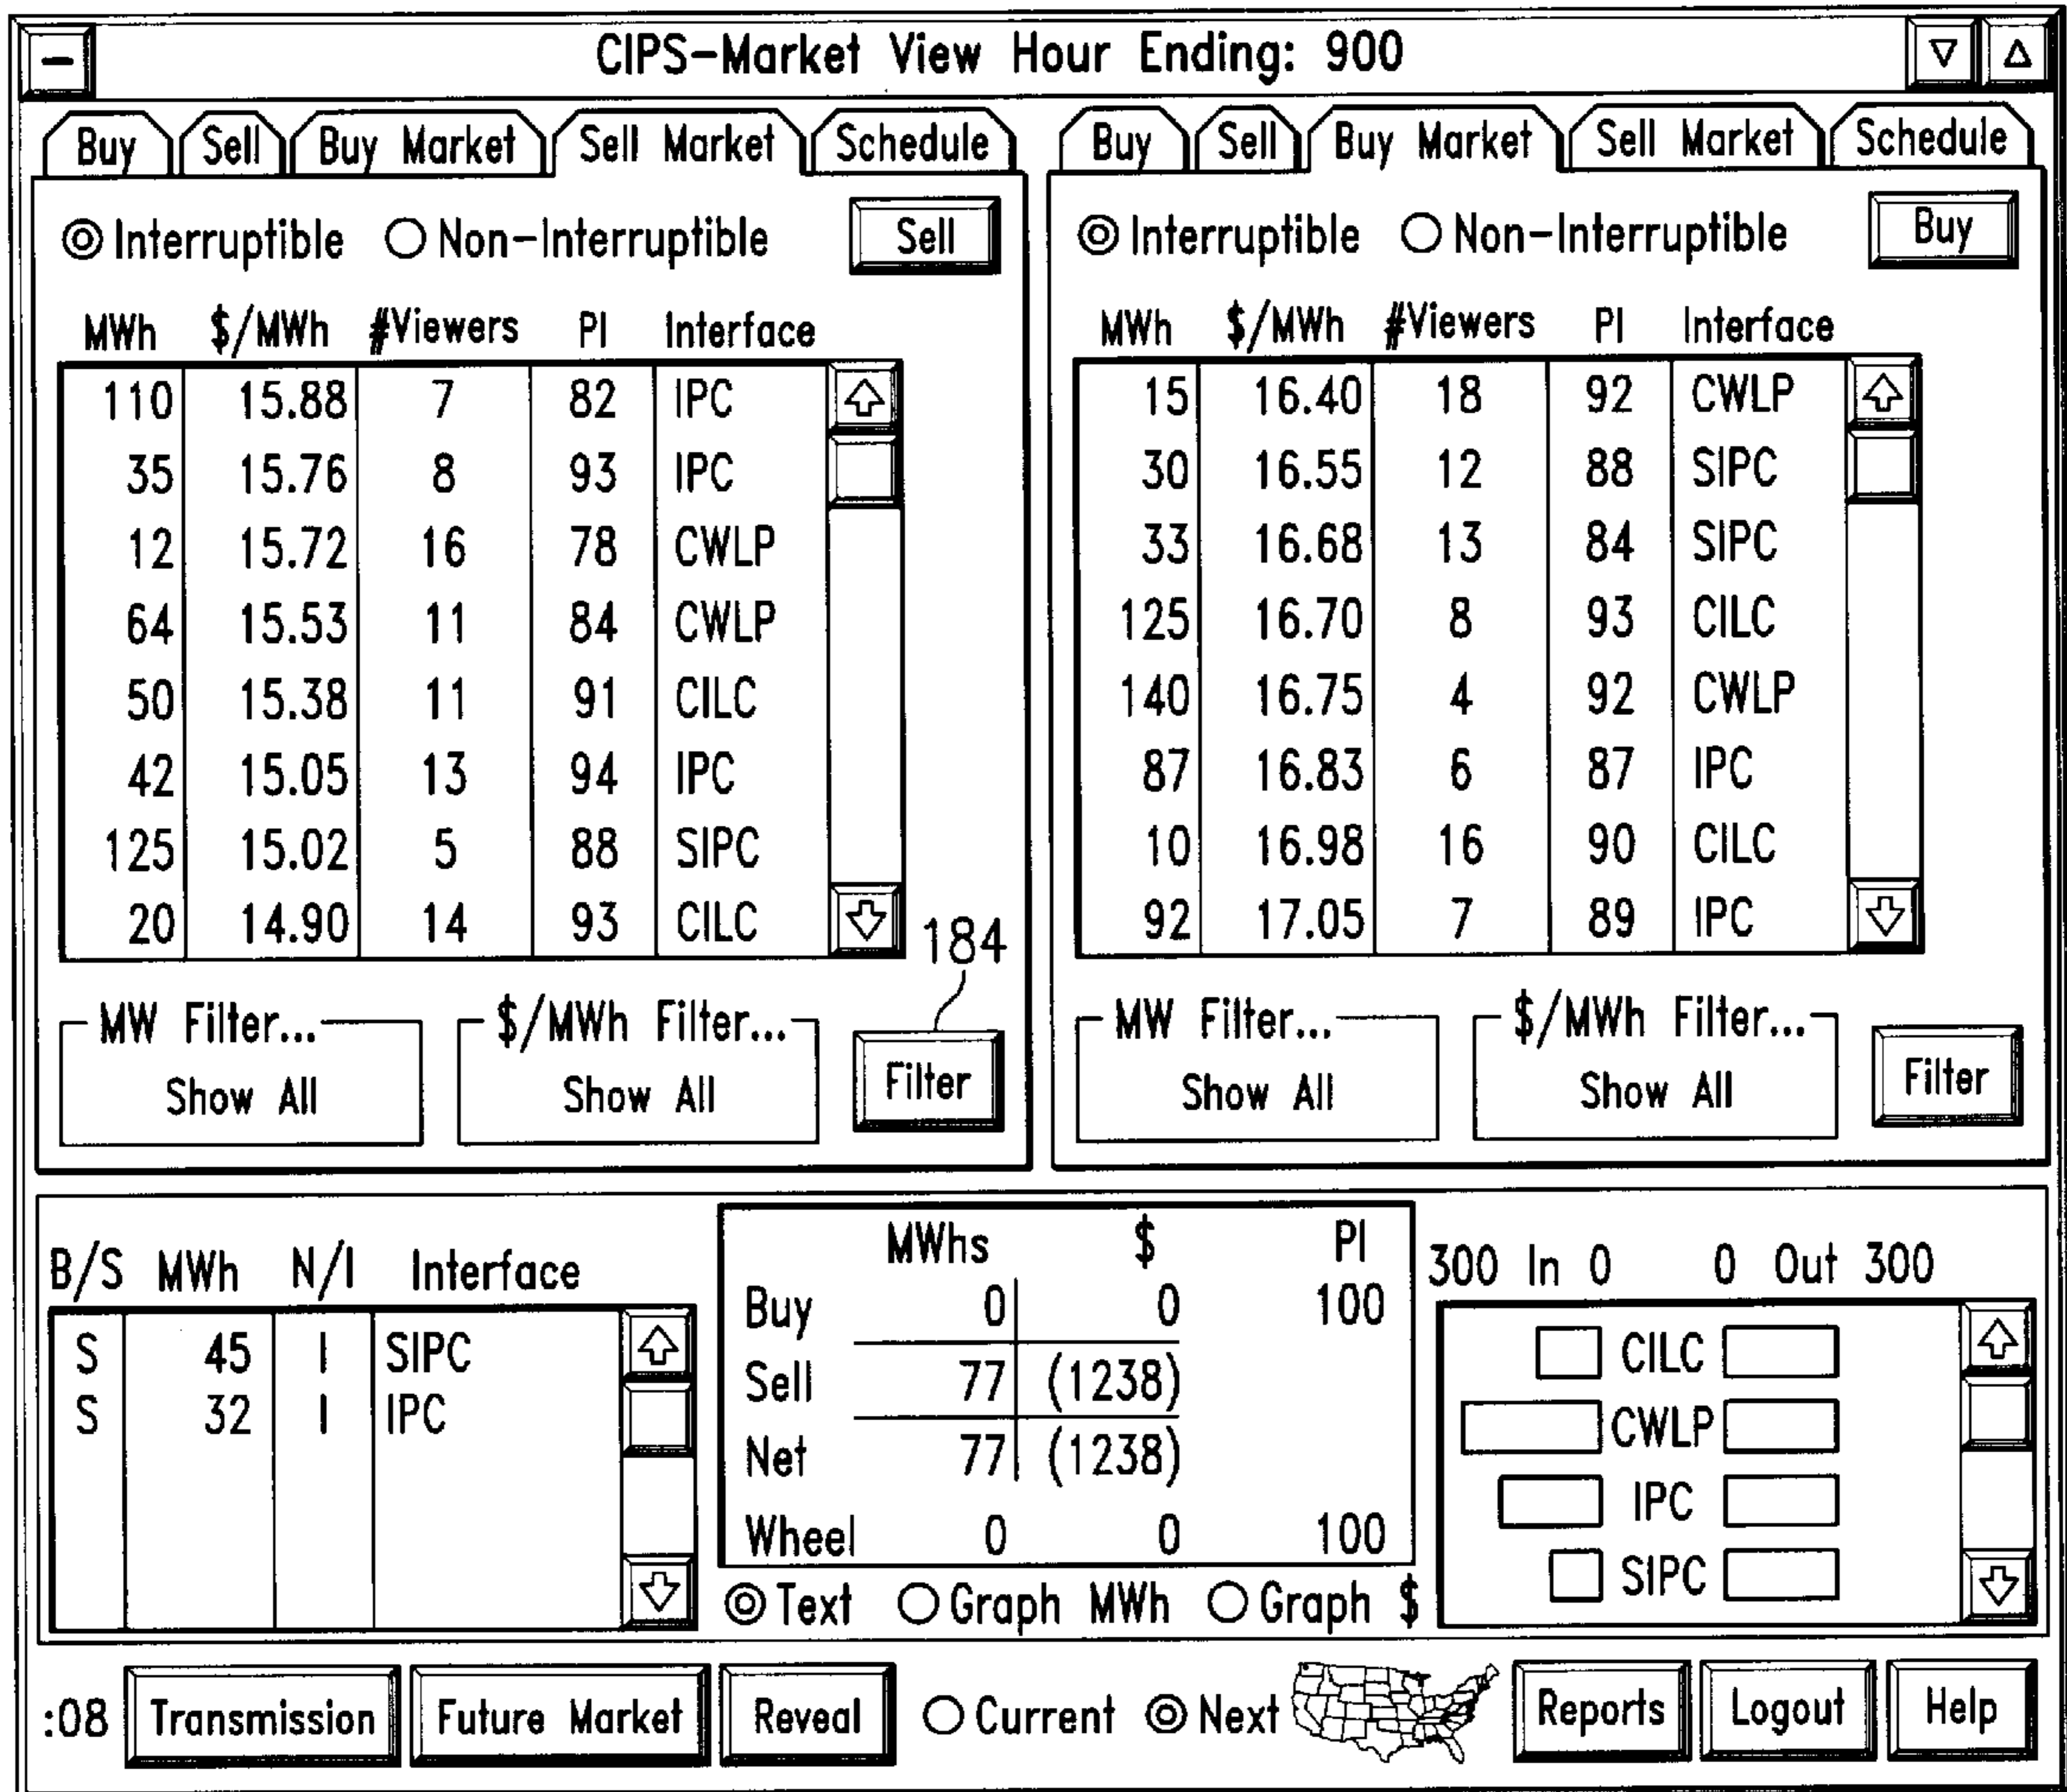 CIPS-Market View Hour Ending: 900
Buy Sell Buy Market Sell Market Schedule
Interruptible Non-Interruptible Sell
MWh $/MWh #Viewers PI Interface
110 15.88 7 82 IPC
35 15.76 8 93 IPC
12 15.72 16 78 CWLP
64 15.53 11 84 CWLP
50 15.38 11 91 CILC
42 15.05 13 94 IPC
125 15.02 5 88 SIPC
20 14.90 14 93 CILC
184
MW Filter... $/MWh Filter...
Show All Show All Filter
Buy Sell Buy Market Sell Market Schedule
Interruptible Non-Interruptible Buy
MWh $/MWh #Viewers PI Interface
15 16.40 18 92 CWLP
30 16.55 12 88 SIPC
33 16.68 13 84 SIPC
125 16.70 8 93 CILC
140 16.75 4 92 CWLP
87 16.83 6 87 IPC
10 16.98 16 90 CILC
92 17.05 7 89 IPC
MW Filter... $/MWh Filter...
Show All Show All Filter
B/S MWh N/I Interface
S 45 I SIPC
S 32 I IPC
MWhs $ PI
Buy 0 0 100
Sell 77 (1238)
Net 77 (1238)
Wheel 0 0 100
Text Graph MWh Graph $
300 In 0 0 Out 300
CILC
CWLP
IPC
SIPC
:08 Transmission Future Market Reveal Current Next Reports Logout Help